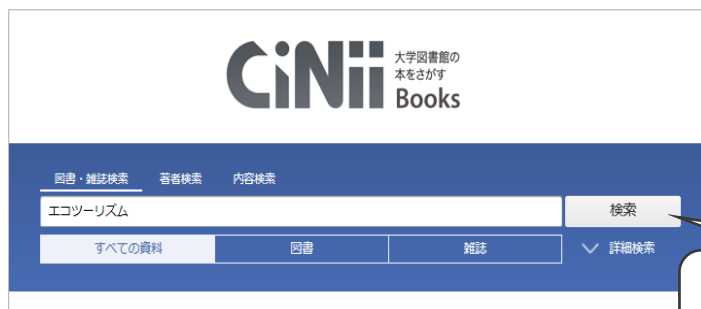 CiNii
大学図書館の
本をさがす
Books
図書・雑誌検索 著者検索 内容検索
エコツーリズム 検索
すべての資料 図書 雑誌 詳細検索